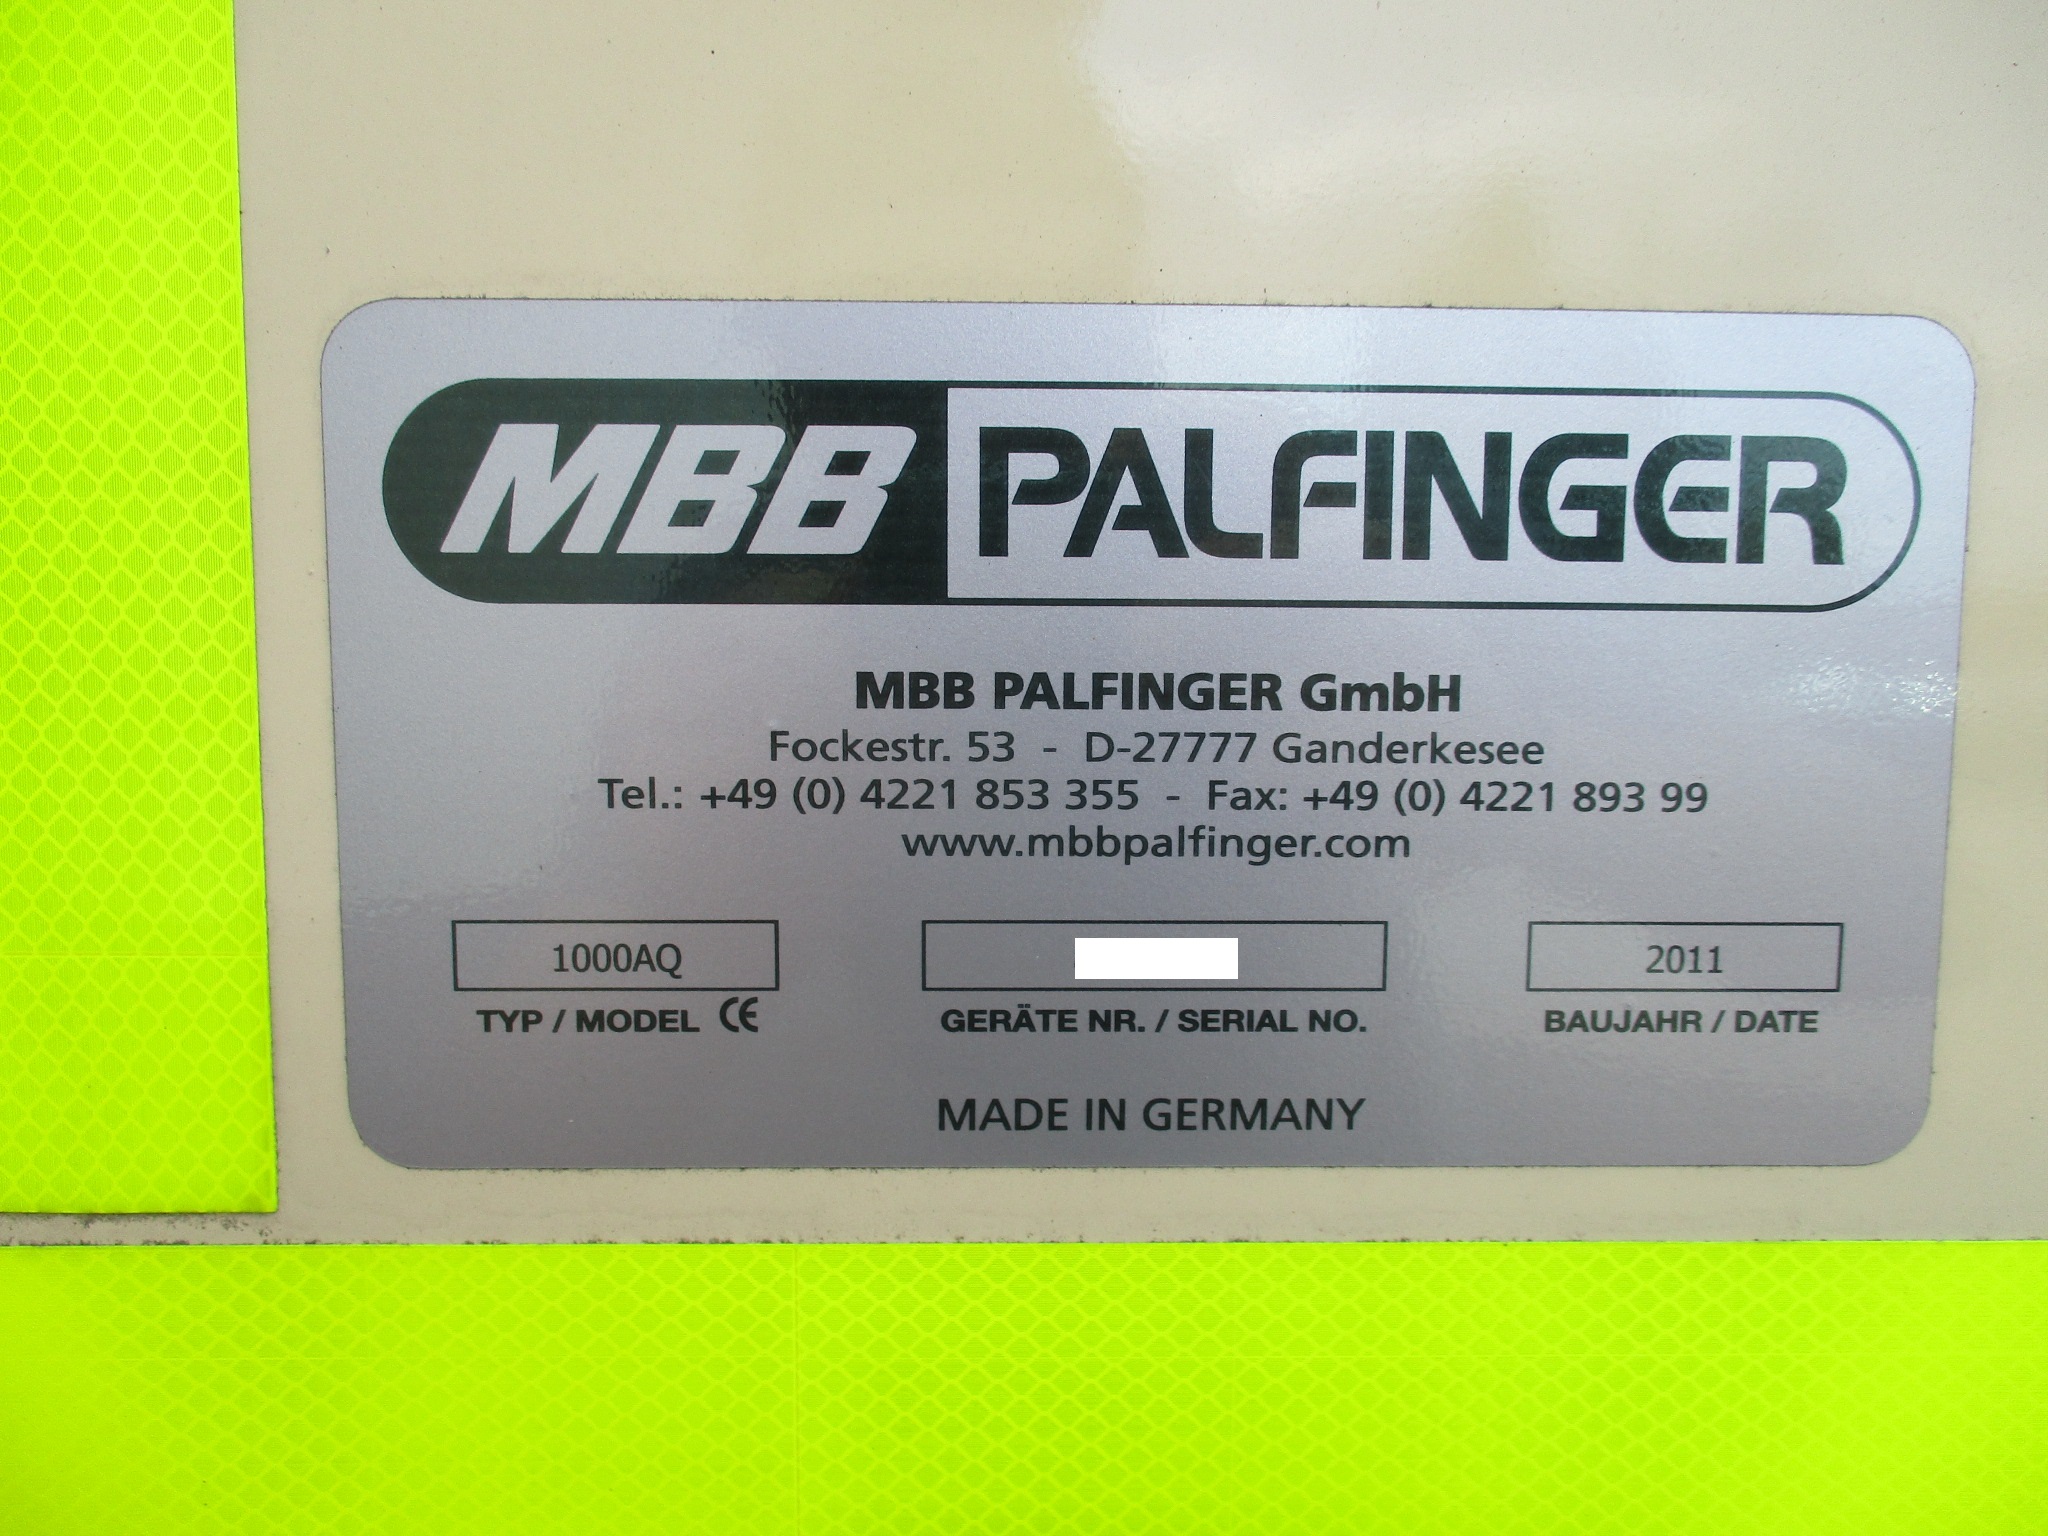 MBB PALFINGER
MBB PALFINGER GmbH
Fockestr. 53 - D-27777 Ganderkesee
Tel.: +49 (0) 4221 853 355 - Fax: +49 (0) 4221 893 99
www.mbbpalfinger.com
1000AQ 2011
TYP / MODEL CE GERÄTE NR. / SERIAL NO. BAUJAHR / DATE
MADE IN GERMANY